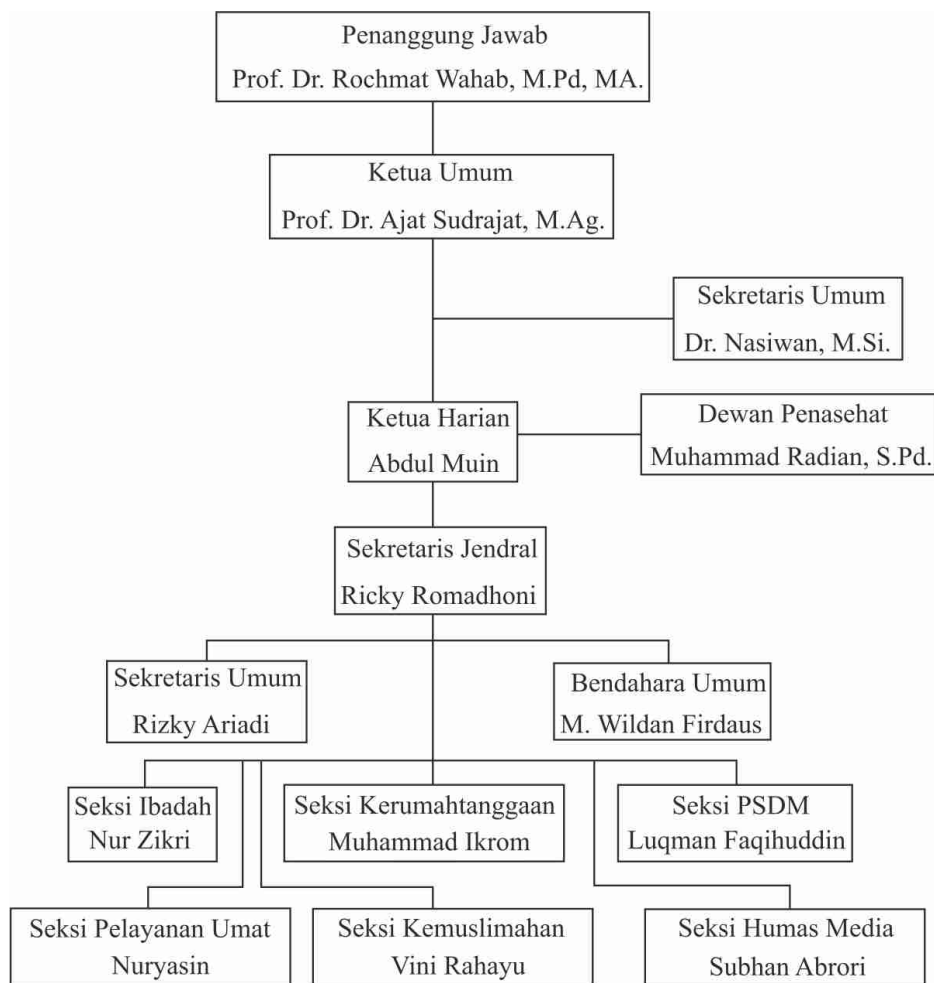 Penanggung Jawab
Prof. Dr. Rochmat Wahab, M.Pd, MA.
Ketua Umum
Prof. Dr. Ajat Sudrajat, M.Ag.
Sekretaris Umum
Dr. Nasiwan, M.Si.
Ketua Harian
Abdul Muin
Dewan Penasehat
Muhammad Radian, S.Pd.
Sekretaris Jendral
Ricky Romadhoni
Sekretaris Umum
Rizky Ariadi
Bendahara Umum
M. Wildan Firdaus
Seksi Ibadah
Nur Zikri
Seksi Kerumahtanggaan
Muhammad Ikrom
Seksi PSDM
Luqman Faqihuddin
Seksi Pelayanan Umat
Nuryasin
Seksi Kemuslimahan
Vini Rahayu
Seksi Humas Media
Subhan Abrori